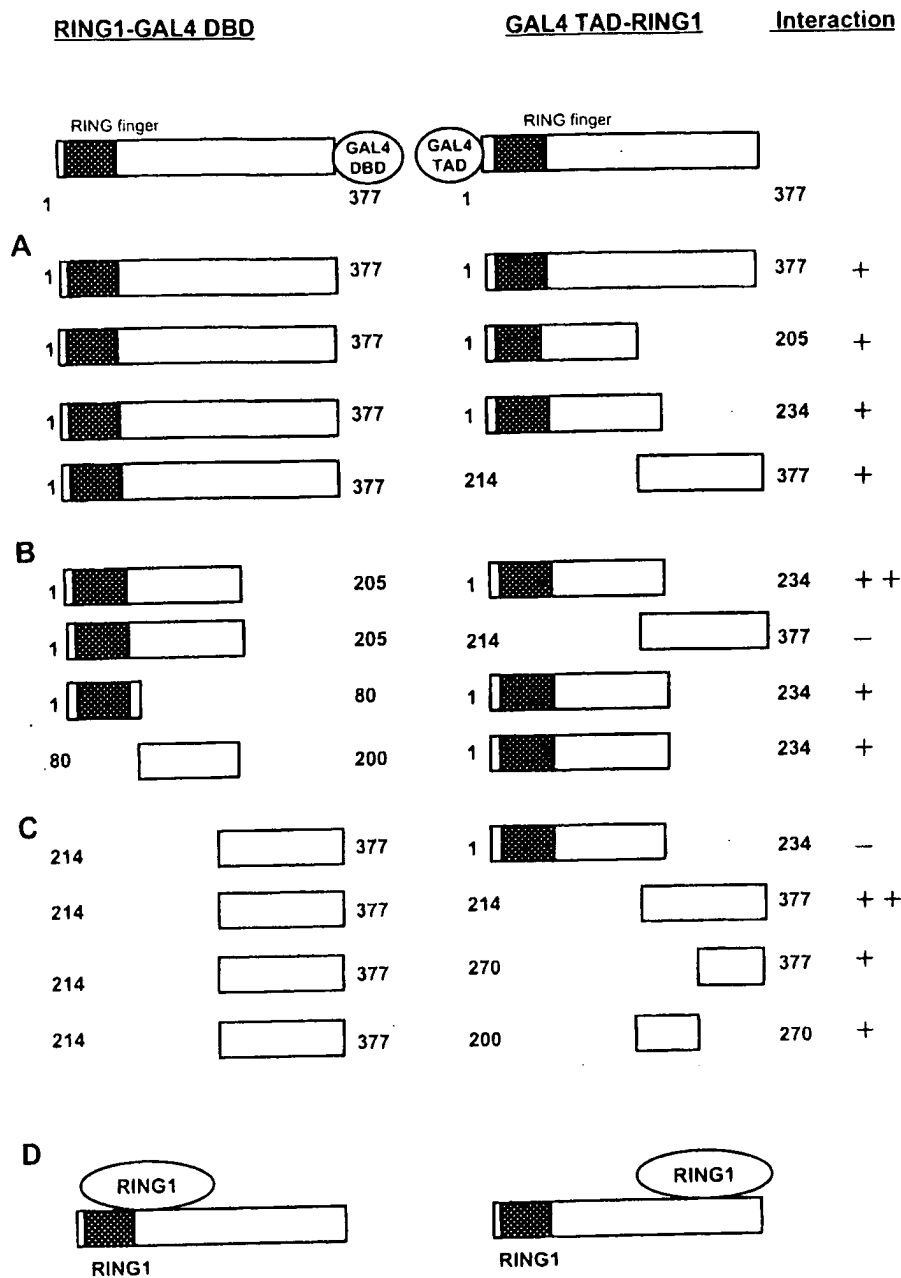 RING1-GAL4 DBD GAL4 TAD-RING1 Interaction
RING finger RING finger
GAL4 DBD GAL4 TAD
1 377 1 377
A
1 377 1 377 +
1 377 1 205 +
1 377 1 234 +
1 377 214 377 +
B
1 205 1 234 + +
1 205 214 377 –
1 80 1 234 +
80 200 1 234 +
C
214 377 1 234 –
214 377 214 377 + +
214 377 270 377 +
214 377 200 270 +
D
RING1 RING1
RING1 RING1